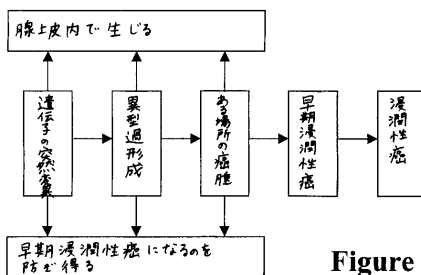 腺上皮内で生じる
遺伝子の突然変異
異型過形成
ある場所の癌腫
早期浸潤性癌
浸潤性癌
早期浸潤性癌になるのを
防ぎ得る
Figure